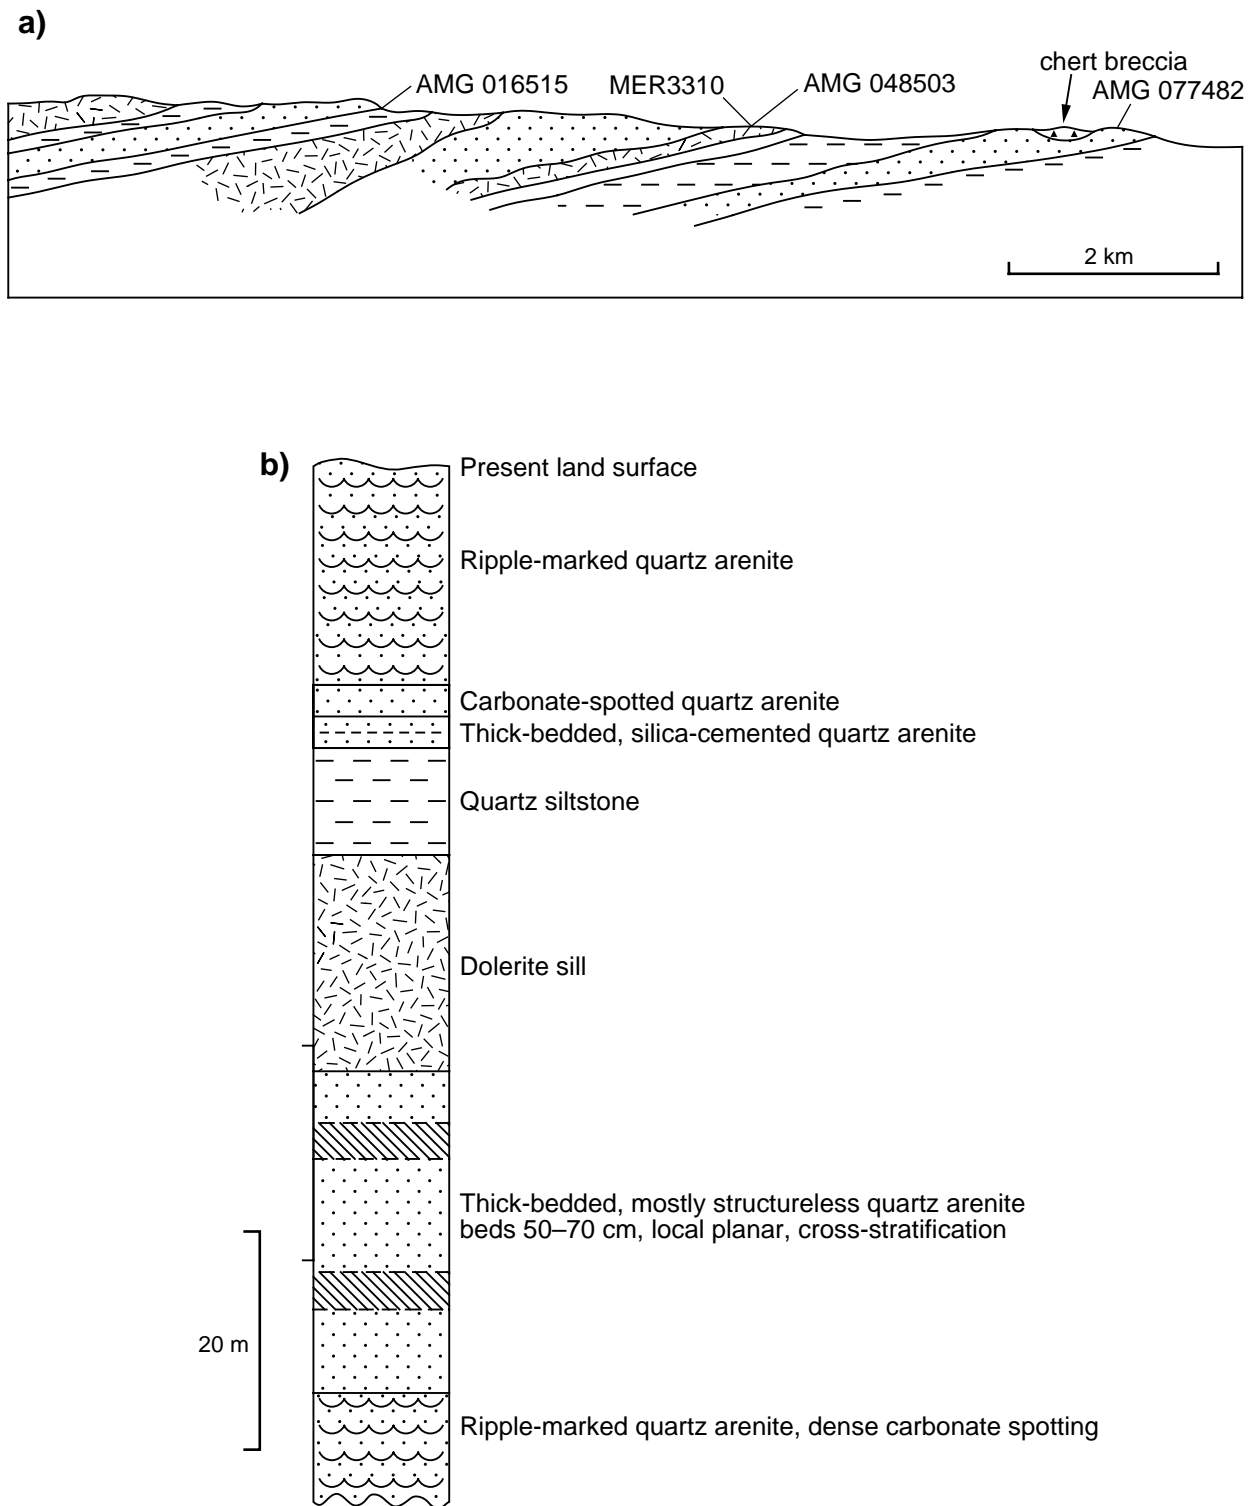 a)
AMG 016515
MER3310
AMG 048503
chert breccia
AMG 077482
2 km
b)
Present land surface
Ripple-marked quartz arenite
Carbonate-spotted quartz arenite
Thick-bedded, silica-cemented quartz arenite
Quartz siltstone
Dolerite sill
Thick-bedded, mostly structureless quartz arenite
beds 50–70 cm, local planar, cross-stratification
20 m
Ripple-marked quartz arenite, dense carbonate spotting